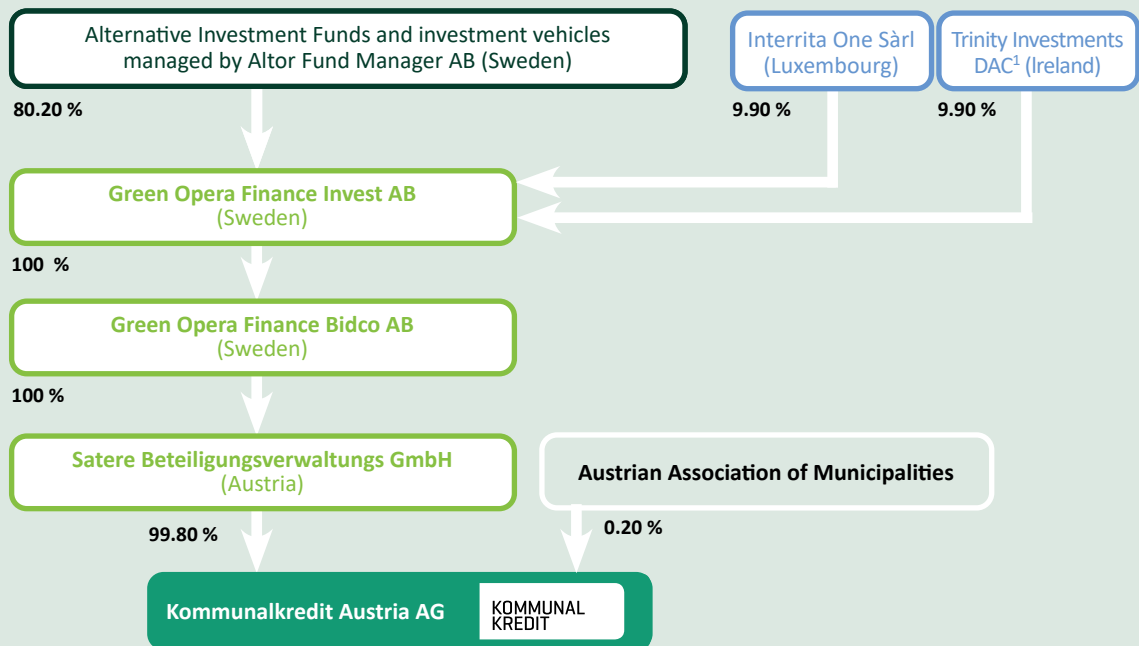 Alternative Investment Funds and investment vehicles
managed by Altor Fund Manager AB (Sweden)
Interrita One Sàrl
(Luxembourg)
Trinity Investments
DAC¹ (Ireland)
80.20 %
9.90 %
9.90 %
Green Opera Finance Invest AB
(Sweden)
100 %
Green Opera Finance Bidco AB
(Sweden)
100 %
Satere Beteiligungsverwaltungs GmbH
(Austria)
Austrian Association of Municipalities
99.80 %
0.20 %
Kommunalkredit Austria AG
KOMMUNAL
KREDIT